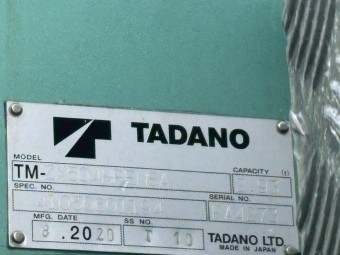 TADANO
MODEL
TM-
CAPACITY (t)
SPEC. NO.
SERIAL NO.
MFG. DATE SS NO.
8 .2020 T 10 TADANO LTD.
MADE IN JAPAN